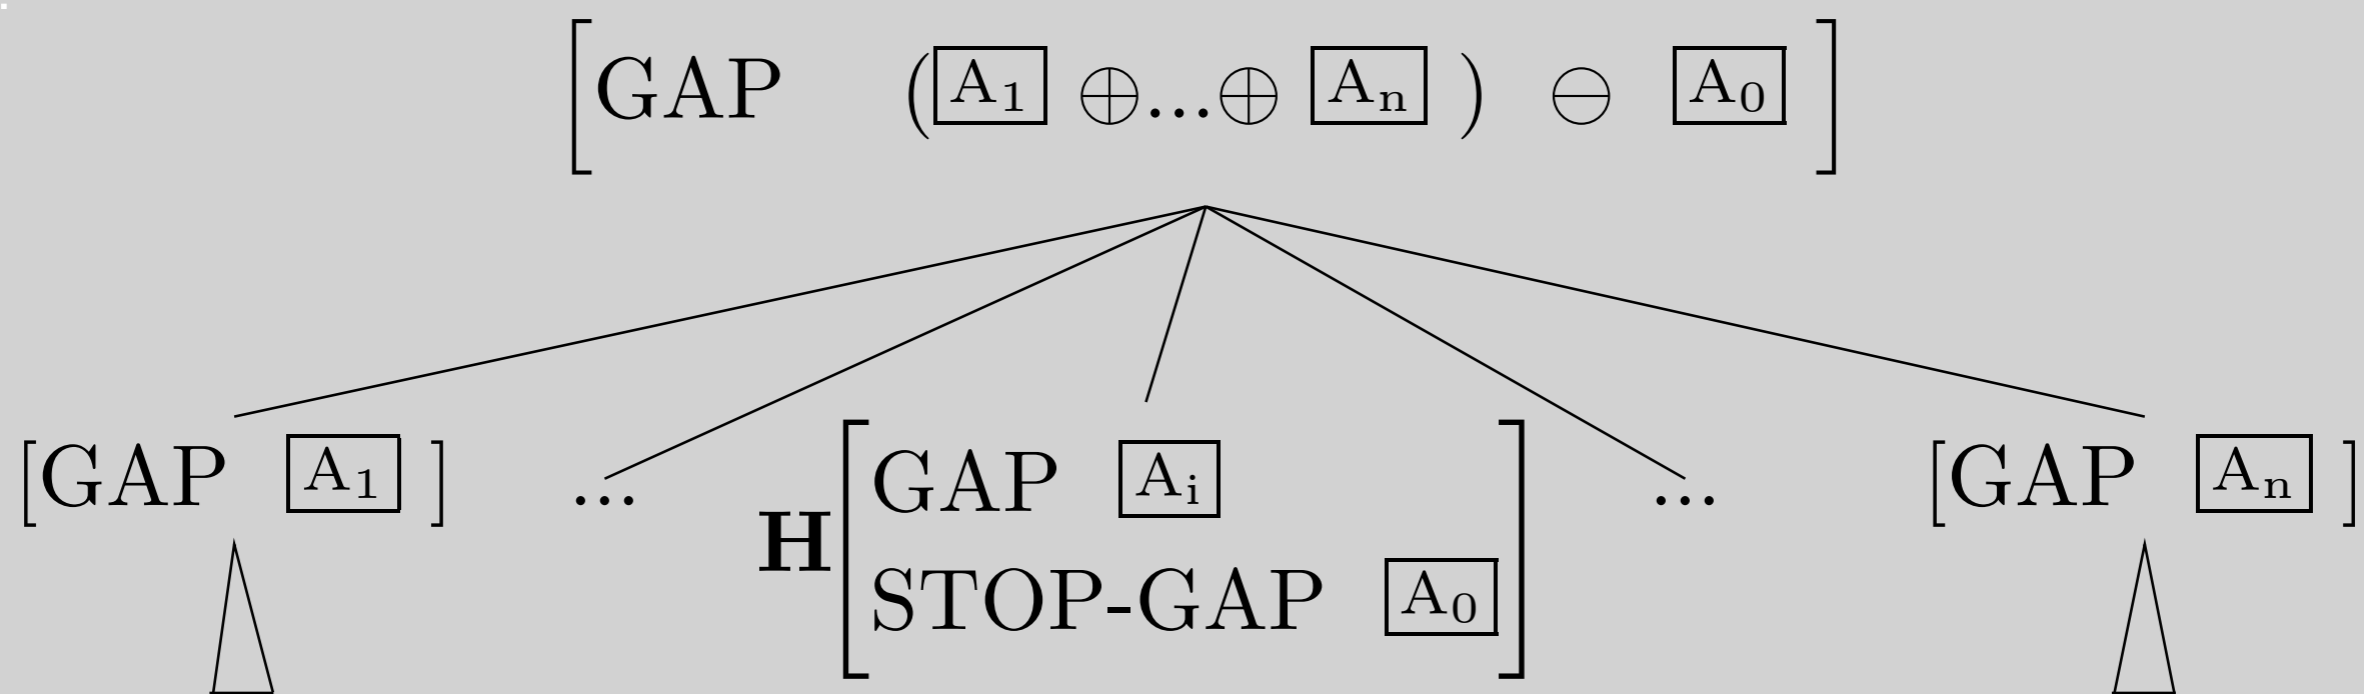 [GAP (A₁ ⊕...⊕ Aₙ) ⊖ A₀]
[GAP A₁] ... H[GAP Aᵢ ... [GAP Aₙ]
STOP-GAP A₀]